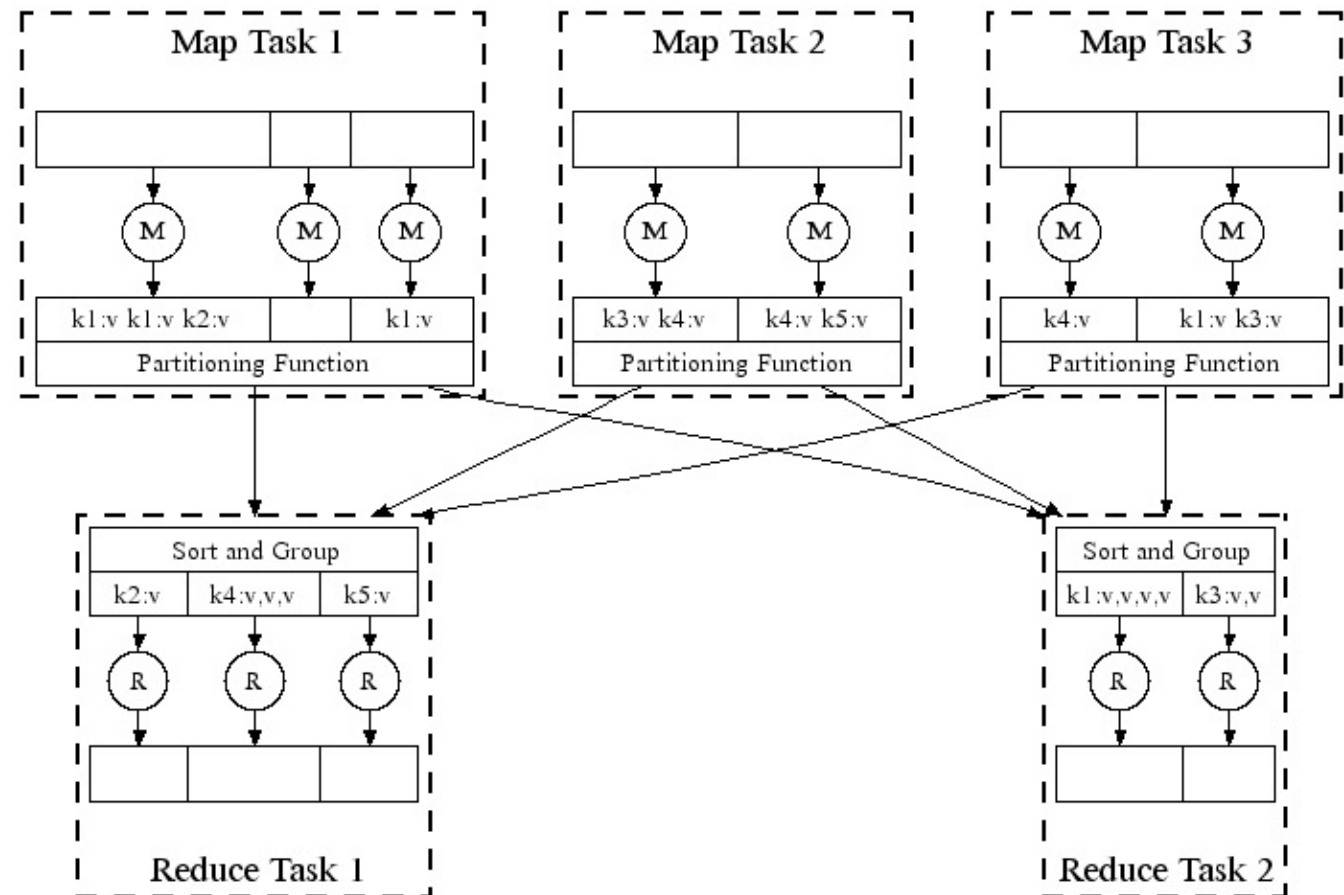 Map Task 1
Map Task 2
Map Task 3
M M M
M M
M M
k1:v k1:v k2:v
k1:v
k3:v k4:v
k4:v k5:v
k4:v
k1:v k3:v
Partitioning Function
Partitioning Function
Partitioning Function
Sort and Group
k2:v
k4:v,v,v
k5:v
R R R
Reduce Task 1
Sort and Group
k1:v,v,v,v
k3:v,v
R R
Reduce Task 2